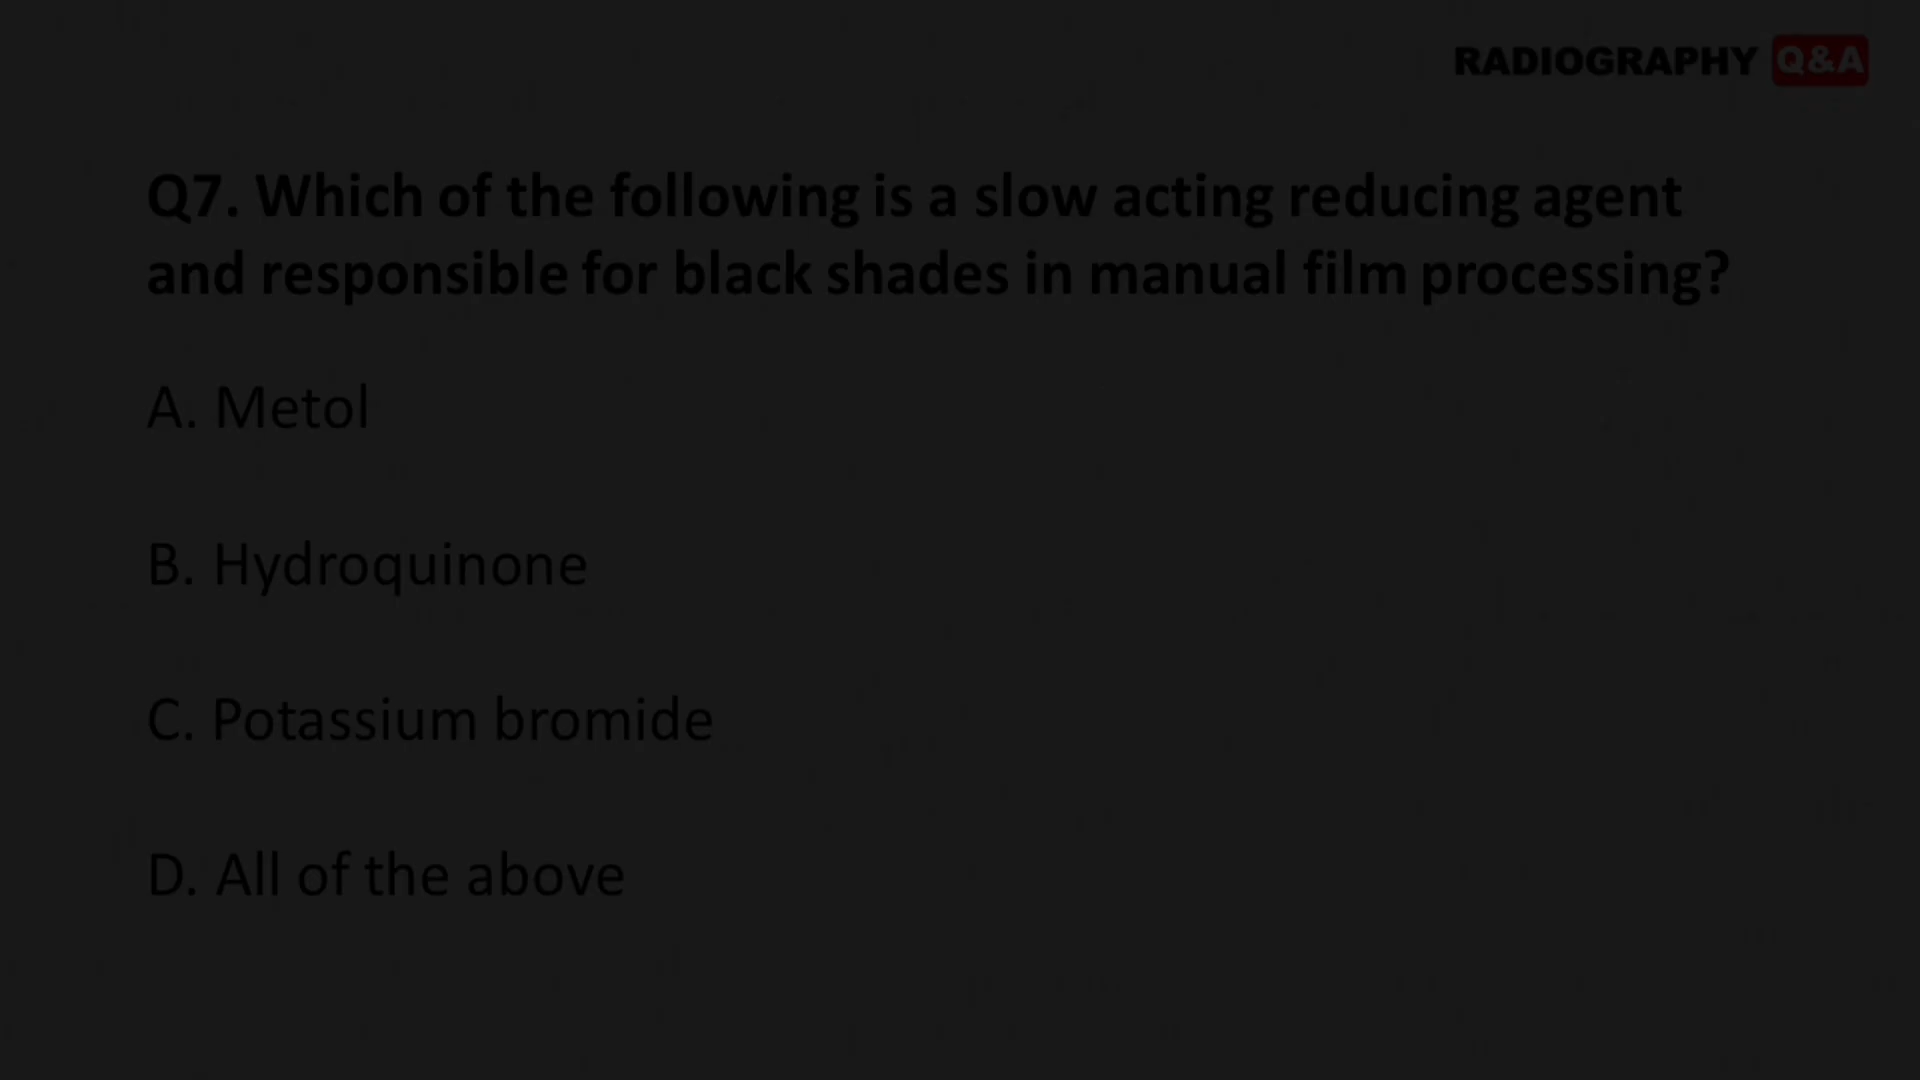 RADIOGRAPHY Q&A
Q7. Which of the following is a slow acting reducing agent
and responsible for black shades in manual film processing?
A. Metol
B. Hydroquinone
C. Potassium bromide
D. All of the above